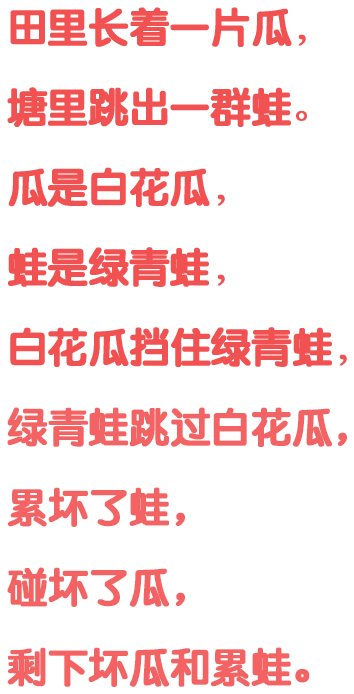 田里长着一片瓜，
塘里跳出一群蛙。
瓜是白花瓜，
蛙是绿青蛙，
白花瓜挡住绿青蛙，
绿青蛙跳过白花瓜，
累坏了蛙，
碰坏了瓜，
剩下坏瓜和累蛙。